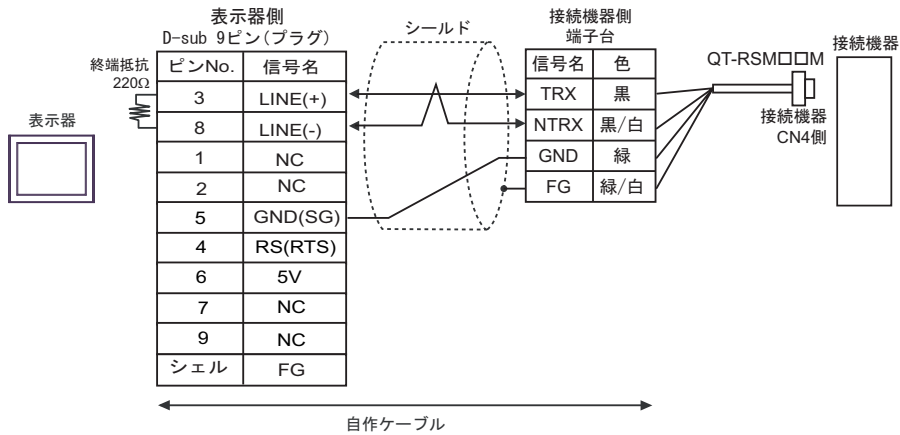 表示器側
D-sub 9ピン(プラグ)
シールド
接続機器側
端子台
終端抵抗
220Ω
ピンNo. 信号名
3 LINE(+)
8 LINE(-)
1 NC
2 NC
5 GND(SG)
4 RS(RTS)
6 5V
7 NC
9 NC
シェル FG
信号名 色
TRX 黒
NTRX 黒/白
GND 緑
FG 緑/白
QT-RSM□□M
接続機器
接続機器
CN4側
表示器
自作ケーブル